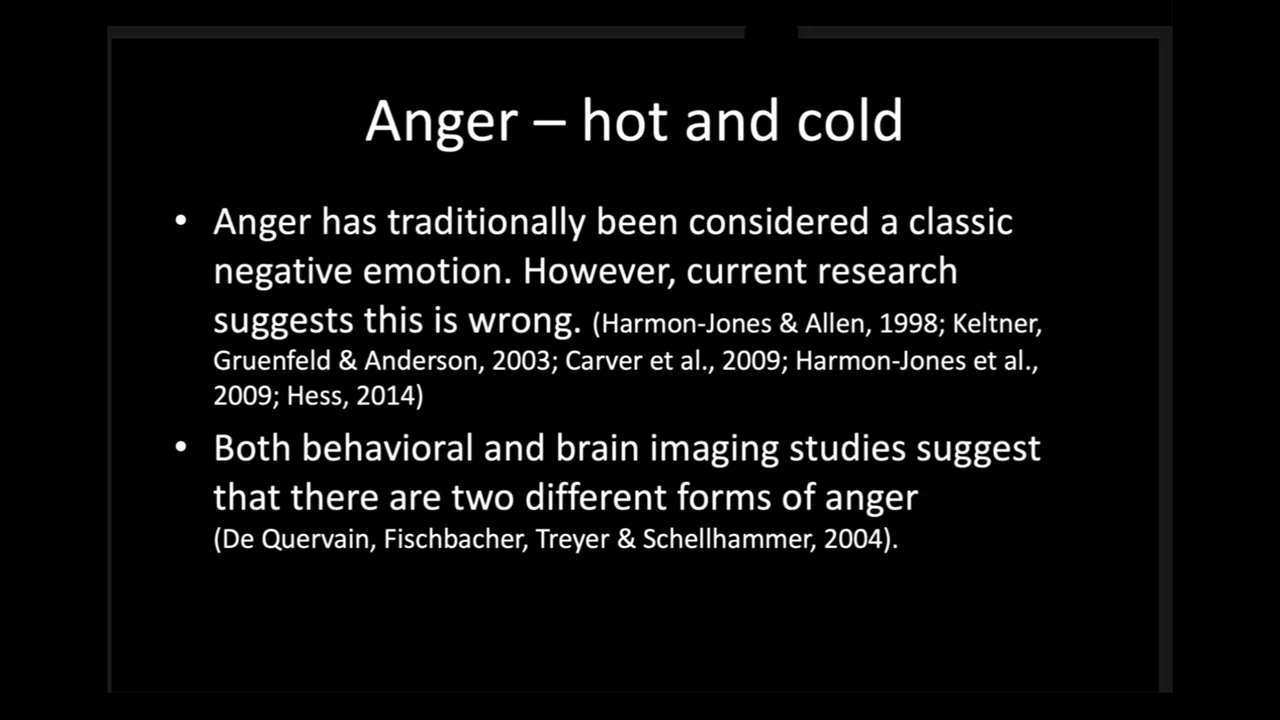 Anger – hot and cold
• Anger has traditionally been considered a classic
negative emotion. However, current research
suggests this is wrong. (Harmon-Jones & Allen, 1998; Keltner,
Gruenfeld & Anderson, 2003; Carver et al., 2009; Harmon-Jones et al.,
2009; Hess, 2014)
• Both behavioral and brain imaging studies suggest
that there are two different forms of anger
(De Quervain, Fischbacher, Treyer & Schellhammer, 2004).